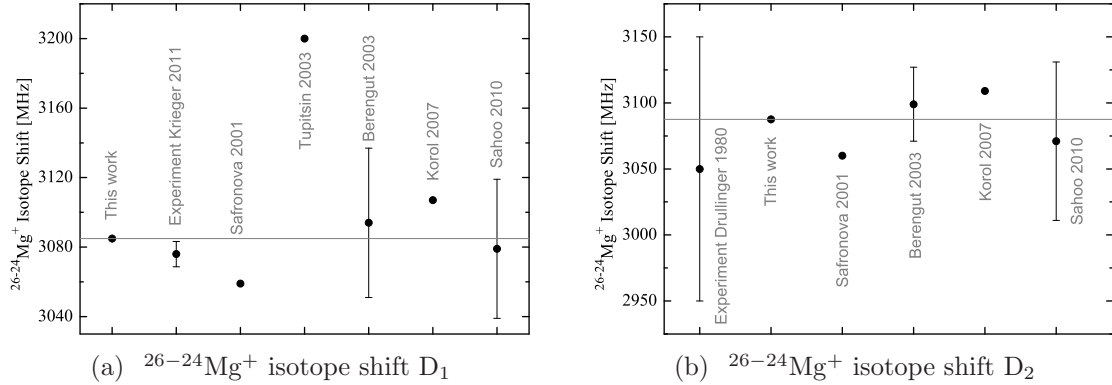 3200
3160
3120
3080
3040
26-24Mg+ Isotope Shift [MHz]
This work
Experiment Krieger 2011
Safronova 2001
Tupitsin 2003
Berengut 2003
Korol 2007
Sahoo 2010
(a) 26−24Mg+ isotope shift D1
3150
3100
3050
3000
2950
26-24Mg+ Isotope Shift [MHz]
Experiment Drullinger 1980
This work
Safronova 2001
Berengut 2003
Korol 2007
Sahoo 2010
(b) 26−24Mg+ isotope shift D2